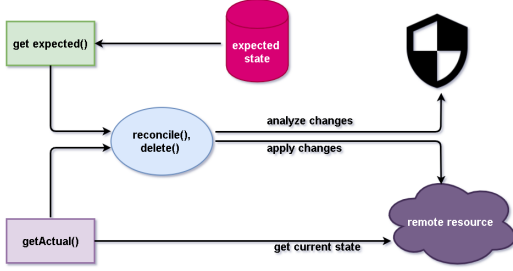 get expected()
expected
state
analyze changes
reconcile(),
delete()
apply changes
remote resource
getActual()
get current state